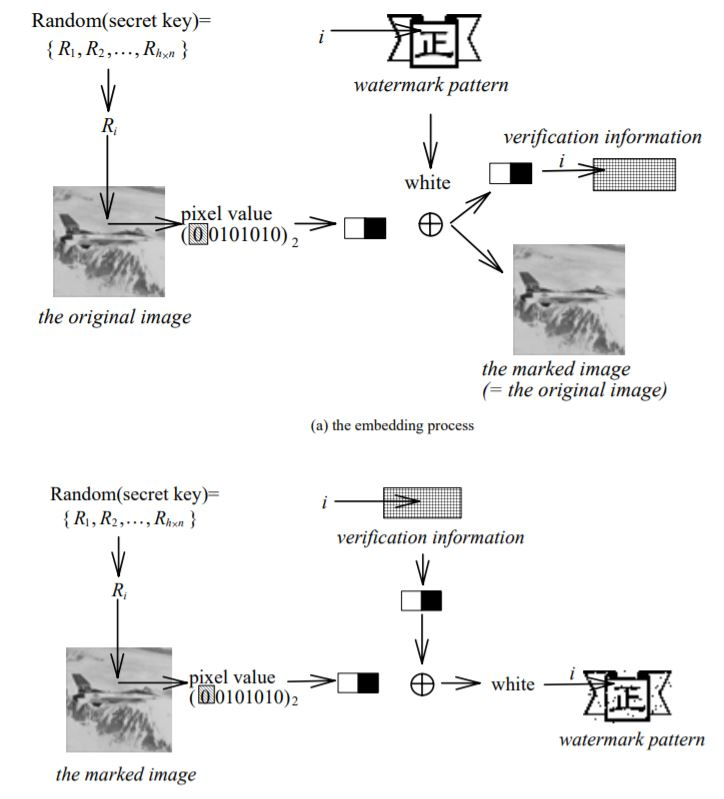 Random(secret key)=
{ R₁, R₂,…, Rₕₓₙ }
i
正
watermark pattern
Rᵢ
verification information
white
i
pixel value
(00101010)₂
⊕
the original image
the marked image
(= the original image)
(a) the embedding process
Random(secret key)=
{ R₁, R₂,…, Rₕₓₙ }
i
verification information
Rᵢ
pixel value
(00101010)₂
⊕
white
i
正
watermark pattern
the marked image